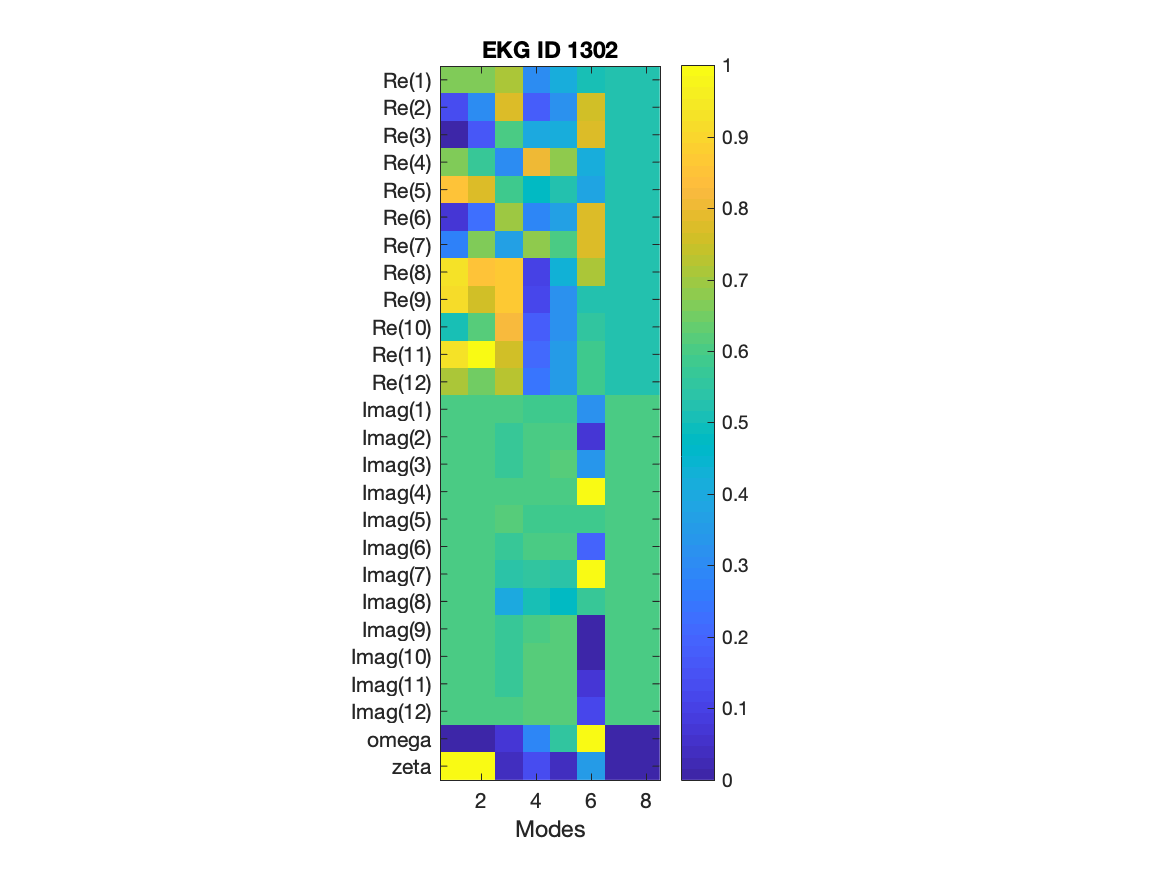 EKG ID 1302
Re(1)
Re(2)
Re(3)
Re(4)
Re(5)
Re(6)
Re(7)
Re(8)
Re(9)
Re(10)
Re(11)
Re(12)
Imag(1)
Imag(2)
Imag(3)
Imag(4)
Imag(5)
Imag(6)
Imag(7)
Imag(8)
Imag(9)
Imag(10)
Imag(11)
Imag(12)
omega
zeta
2 4 6 8
Modes
1
0.9
0.8
0.7
0.6
0.5
0.4
0.3
0.2
0.1
0